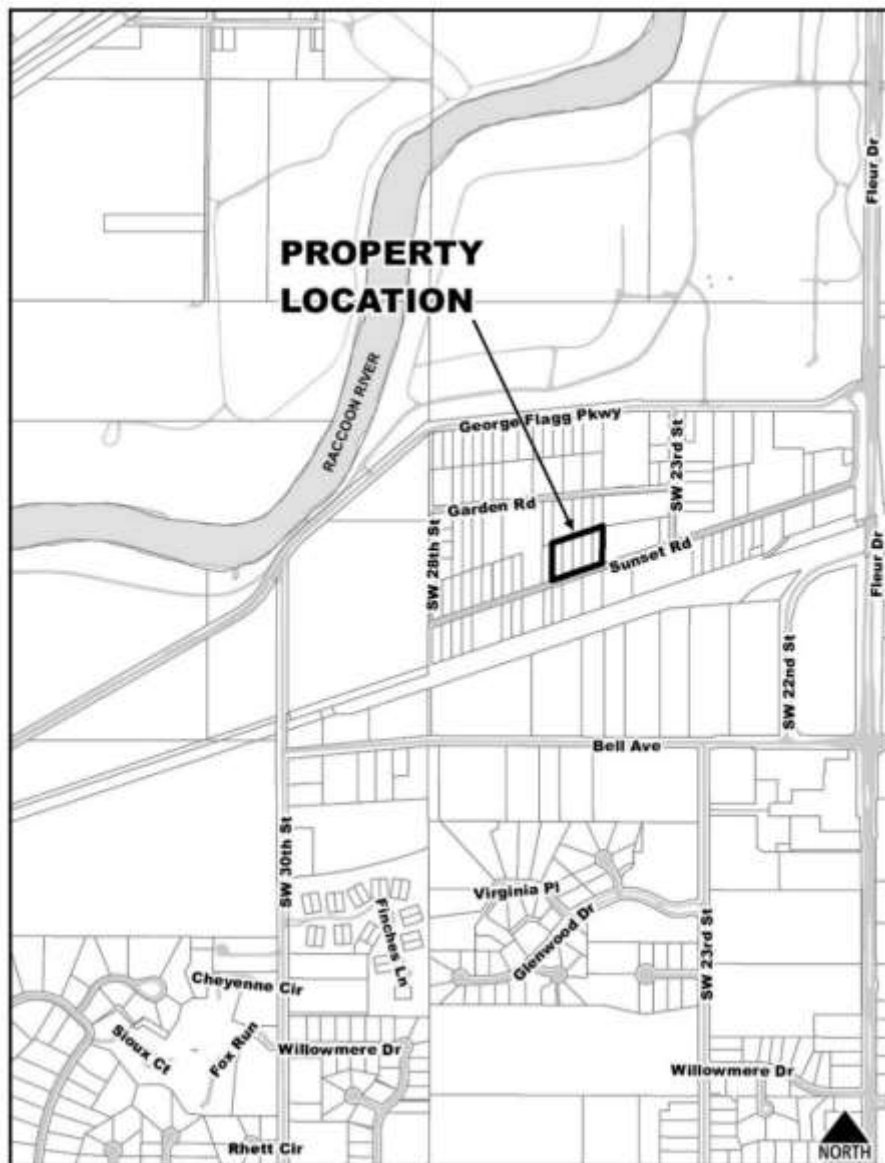 Fleur Dr
PROPERTY
LOCATION
RACCOON RIVER
George Flagg Pkwy
SW 23rd St
Garden Rd
SW 28th St
Sunset Rd
Fleur Dr
SW 22nd St
Bell Ave
SW 30th St
Virginia Pl
Finches Ln
Glenwood Dr
SW 23rd St
Cheyenne Cir
Sioux Ct
Fox Run
Willowmere Dr
Willowmere Dr
Rhett Cir
NORTH